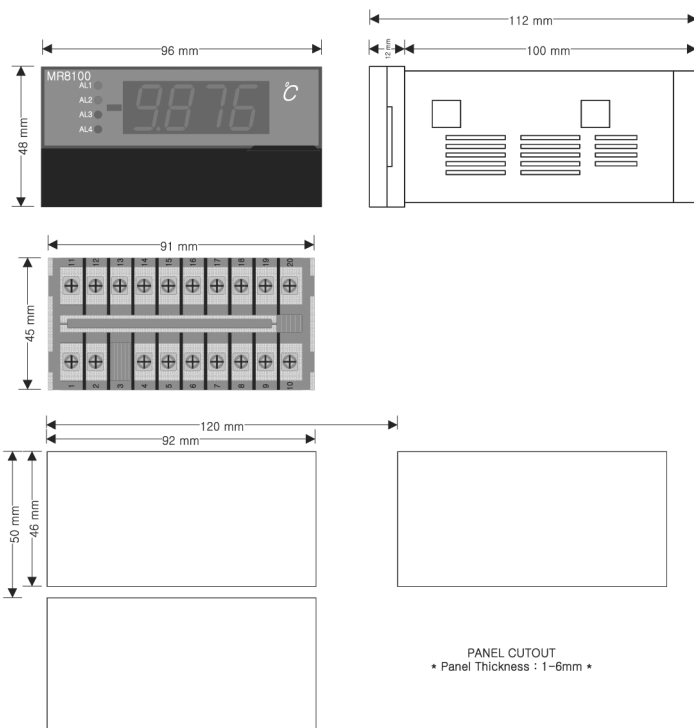 112 mm
96 mm
12 mm
100 mm
MR8100
AL1
AL2
AL3
AL4
9.876
℃
48 mm
91 mm
11 12 13 14 15 16 17 18 19 20
45 mm
1 2 3 4 5 6 7 8 9 10
120 mm
92 mm
50 mm
46 mm
PANEL CUTOUT
* Panel Thickness : 1-6mm *